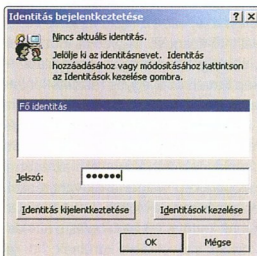 Identitás bejelentkeztetése
Nincs aktuális identitás.
Jelölje ki az identitásnevet. Identitás
hozzáadásához vagy módosításához kattintson
az Identitások kezelése gombra.
Fő identitás
Jelszó: ●●●●●●
Identitás kijelentkeztetése Identitások kezelése
OK Mégse